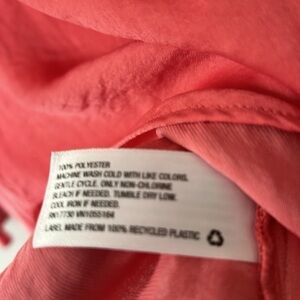 100% POLYESTER
MACHINE WASH COLD WITH LIKE COLORS.
GENTLE CYCLE. ONLY NON-CHLORINE
BLEACH IF NEEDED. TUMBLE DRY LOW.
COOL IRON IF NEEDED.
RN17730 VN1055164
LABEL MADE FROM 100% RECYCLED PLASTIC